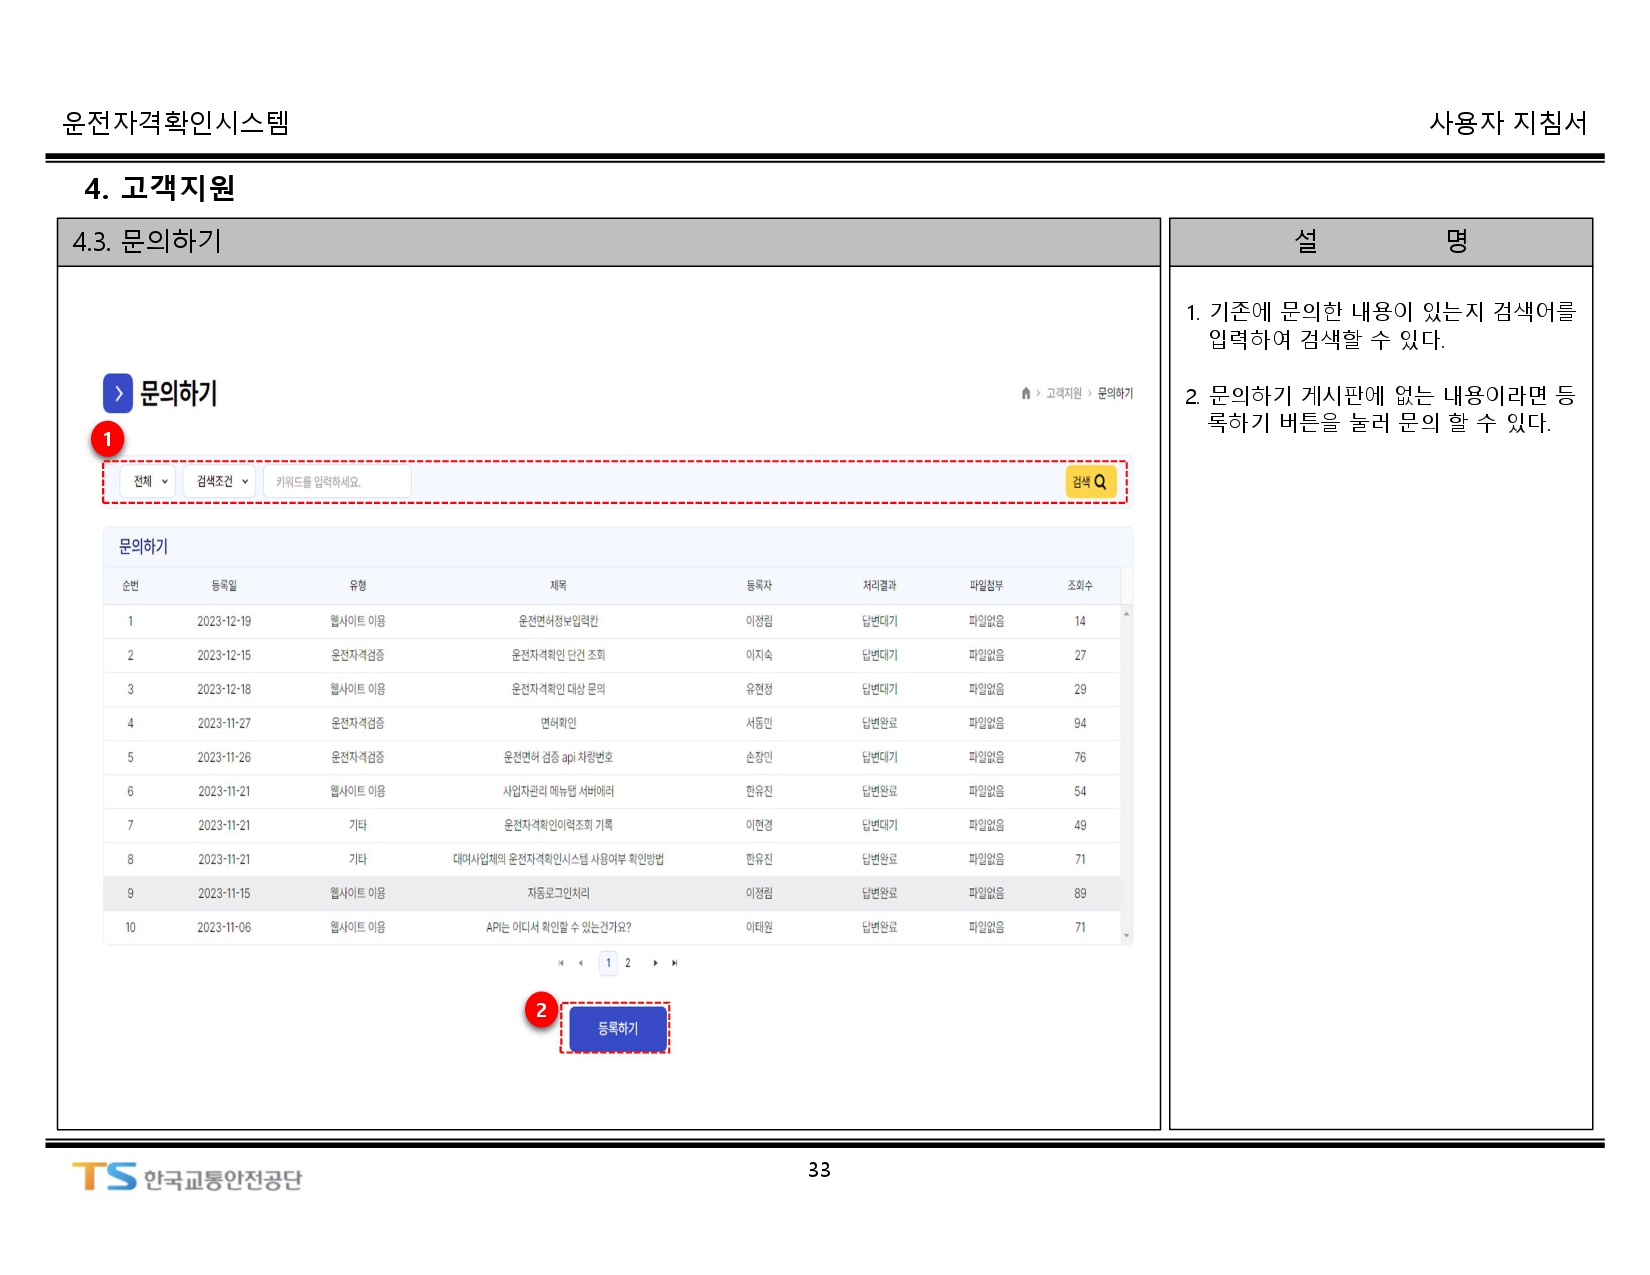 운전자격확인시스템 사용자 지침서
4. 고객지원
4.3. 문의하기
설 명
문의하기
고객지원 > 문의하기
1
전체 검색조건 키워드를 입력하세요. 검색
문의하기
순번 등록일 유형 제목 등록자 처리결과 파일첨부 조회수
1 2023-12-19 웹사이트 이용 운전면허정보입력칸 이정림 답변대기 파일없음 14
2 2023-12-15 운전자격검증 운전자격확인 단건 조회 이지숙 답변대기 파일없음 27
3 2023-12-18 웹사이트 이용 운전자격확인 대상 문의 유현정 답변대기 파일없음 29
4 2023-11-27 운전자격검증 면허확인 서동만 답변완료 파일없음 94
5 2023-11-26 운전자격검증 운전면허 검증 api 차량번호 손창민 답변대기 파일없음 76
6 2023-11-21 웹사이트 이용 사업자관리 메뉴탭 서버에러 한유진 답변완료 파일없음 54
7 2023-11-21 기타 운전자격확인이력조회 기록 이현경 답변대기 파일없음 49
8 2023-11-21 기타 대여사업체의 운전자격확인시스템 사용여부 확인방법 한유진 답변완료 파일없음 71
9 2023-11-15 웹사이트 이용 자동로그인처리 이정림 답변완료 파일없음 89
10 2023-11-06 웹사이트 이용 API는 어디서 확인할 수 있는건가요? 이태원 답변완료 파일없음 71
1 2
2
등록하기
1. 기존에 문의한 내용이 있는지 검색어를
입력하여 검색할 수 있다.
2. 문의하기 게시판에 없는 내용이라면 등
록하기 버튼을 눌러 문의 할 수 있다.
TS 한국교통안전공단
33